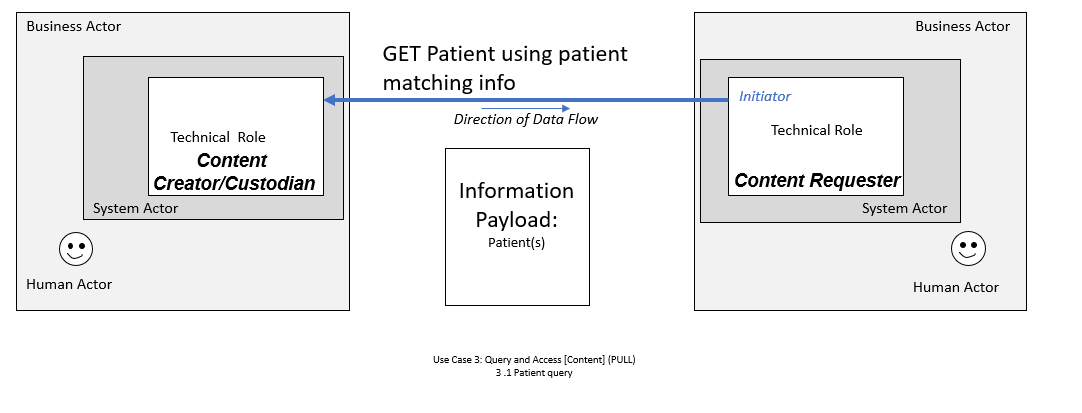 Business Actor
Business Actor
GET Patient using patient
matching info
Initiator
Direction of Data Flow
Technical Role
Technical Role
Content
Creator/Custodian
Content Requester
Information
Payload:
Patient(s)
System Actor
System Actor
Human Actor
Human Actor
Use Case 3: Query and Access [Content] (PULL)
3 .1 Patient query